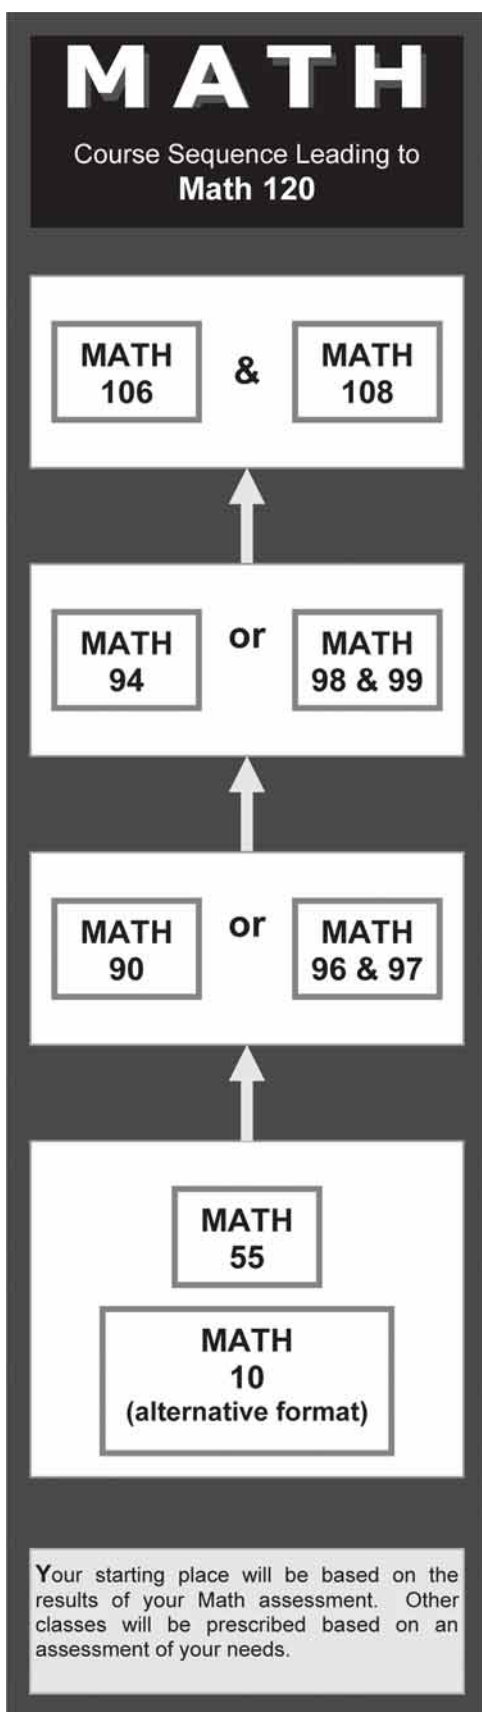 MATH
Course Sequence Leading to
Math 120
MATH
106
&
MATH
108
MATH
94
or
MATH
98 & 99
MATH
90
or
MATH
96 & 97
MATH
55
MATH
10
(alternative format)
Your starting place will be based on the
results of your Math assessment. Other
classes will be prescribed based on an
assessment of your needs.